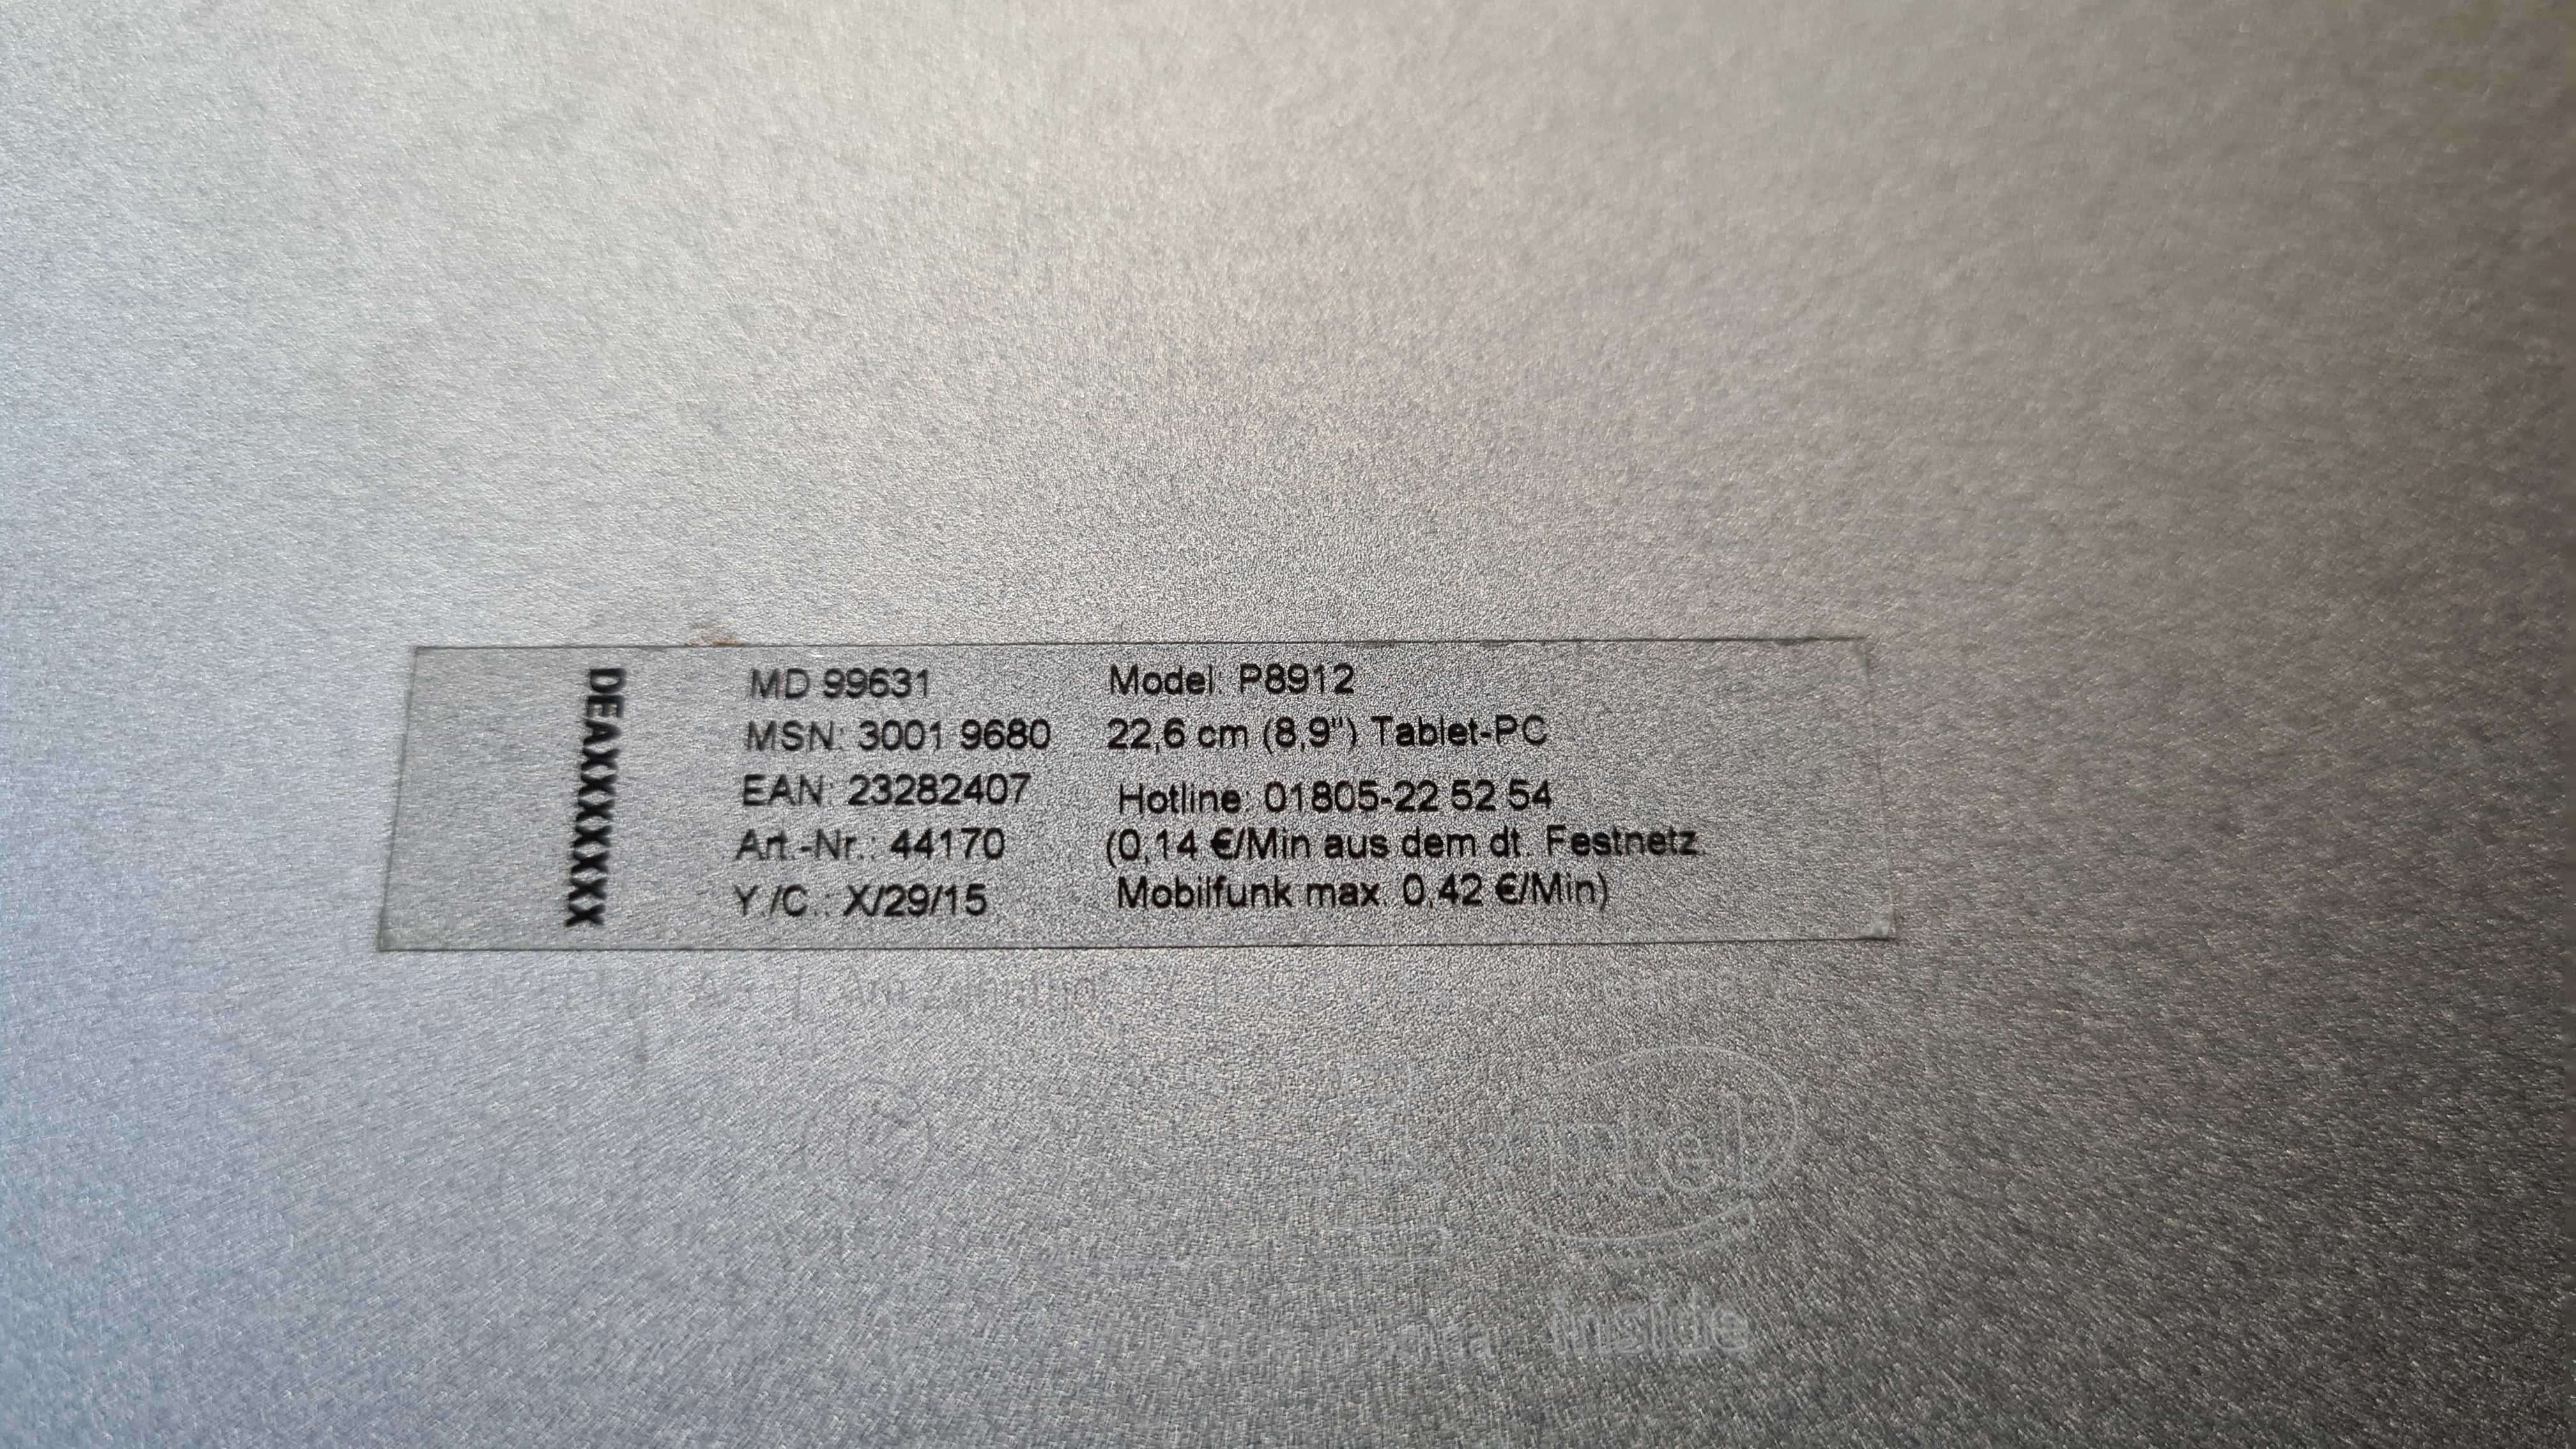 DEAXXXXXXX
MD 99631
MSN: 3001 9680
EAN: 23282407
Art.-Nr.: 44170
Y./C.: X/29/15
Model: P8912
22,6 cm (8,9") Tablet-PC
Hotline: 01805-22 52 54
(0,14 €/Min aus dem dt. Festnetz.
Mobilfunk max. 0,42 €/Min)
intel
inside